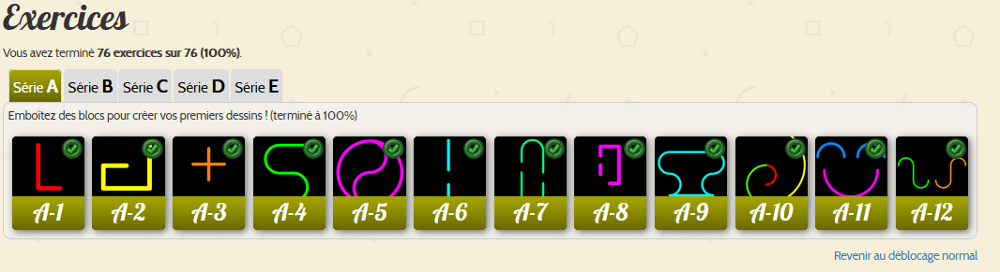 Exercices
Vous avez terminé 76 exercices sur 76 (100%).
Série A Série B Série C Série D Série E
Emboîtez des blocs pour créer vos premiers dessins ! (terminé à 100%)
A-1 A-2 A-3 A-4 A-5 A-6 A-7 A-8 A-9 A-10 A-11 A-12
Revenir au déblocage normal